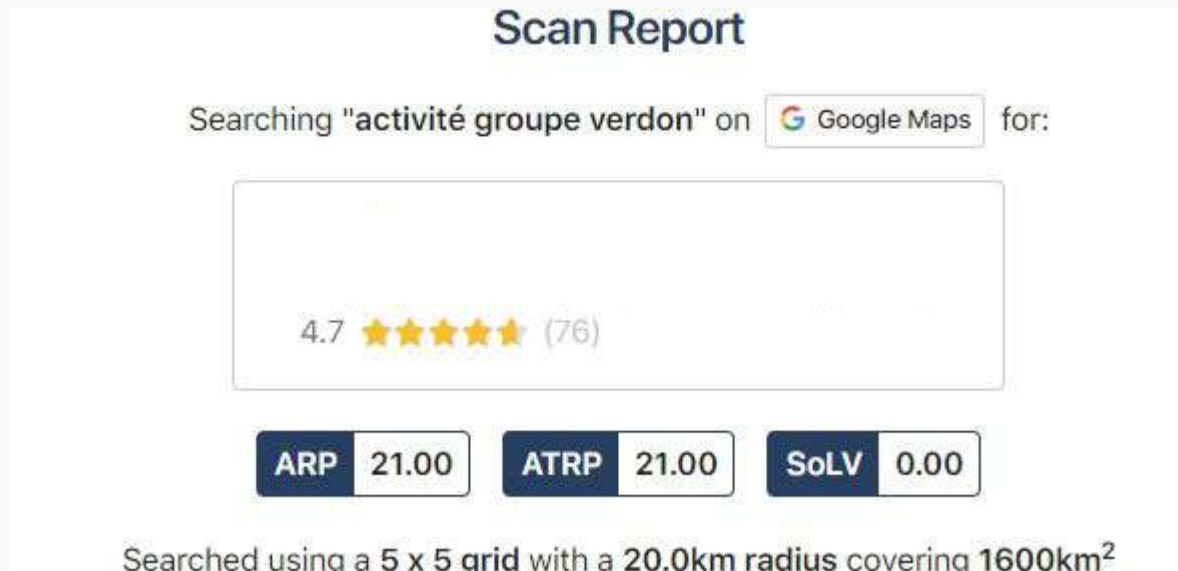 Scan Report
Searching "activité groupe verdon" on G Google Maps for:
4.7 (76)
ARP 21.00 ATRP 21.00 SoLV 0.00
Searched using a 5 x 5 grid with a 20.0km radius covering 1600km²